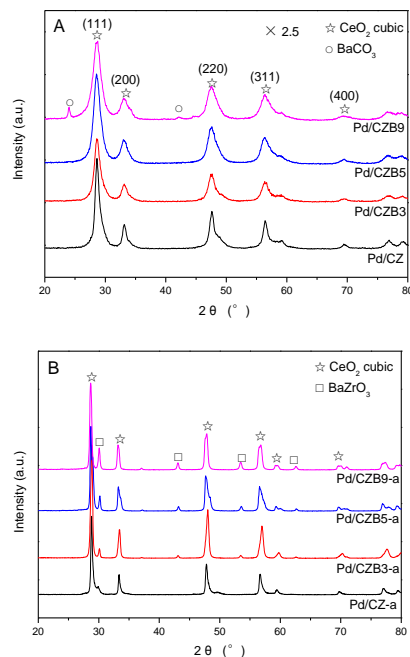 A
(111)
× 2.5
☆ CeO₂ cubic
○ BaCO₃
(200)
(220)
(311)
(400)
Pd/CZB9
Pd/CZB5
Pd/CZB3
Pd/CZ
Intensity (a.u.)
20 30 40 50 60 70 80
2 θ (°)
B
☆ CeO₂ cubic
□ BaZrO₃
Pd/CZB9-a
Pd/CZB5-a
Pd/CZB3-a
Pd/CZ-a
Intensity (a.u.)
20 30 40 50 60 70 80
2 θ (°)